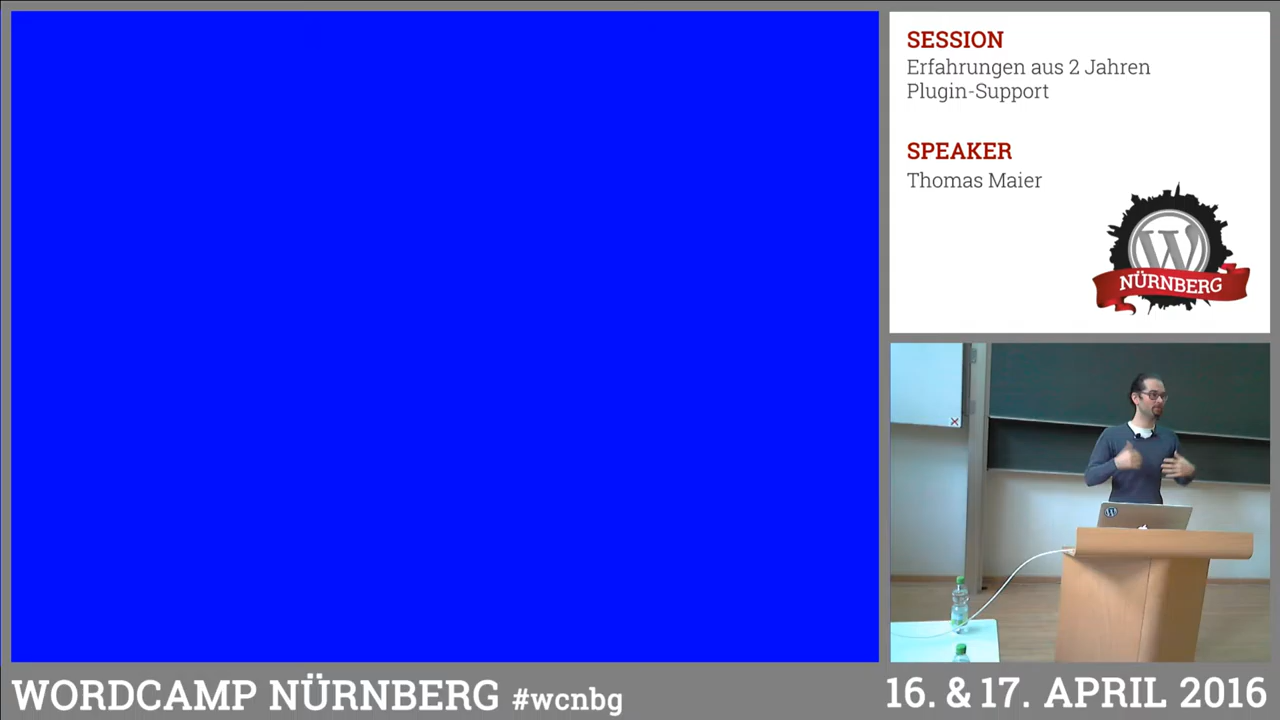 SESSION
Erfahrungen aus 2 Jahren
Plugin-Support
SPEAKER
Thomas Maier
W
NÜRNBERG
WORDCAMP NÜRNBERG #wcnbg
16. & 17. APRIL 2016